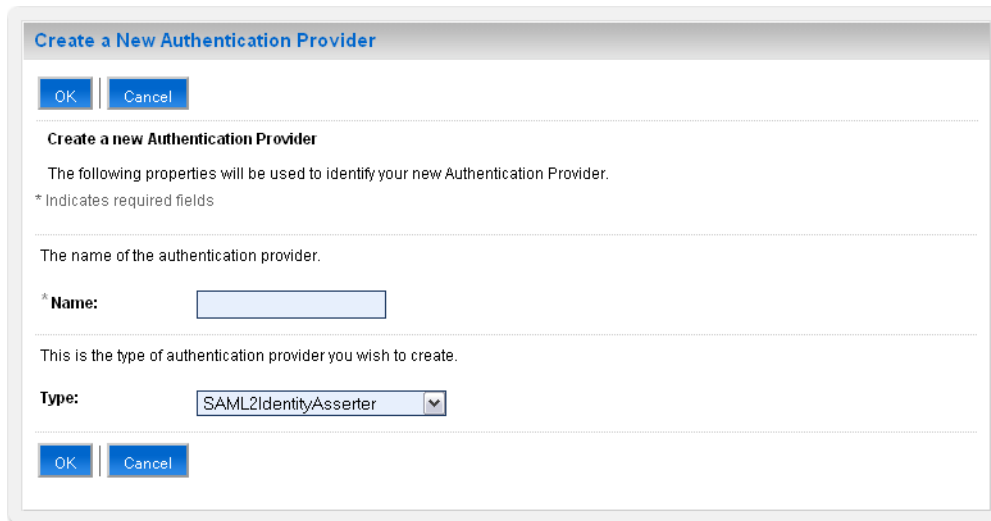 Create a New Authentication Provider
OK Cancel
Create a new Authentication Provider
The following properties will be used to identify your new Authentication Provider.
* Indicates required fields
The name of the authentication provider.
* Name:
This is the type of authentication provider you wish to create.
Type: SAML2IdentityAsserter
OK Cancel